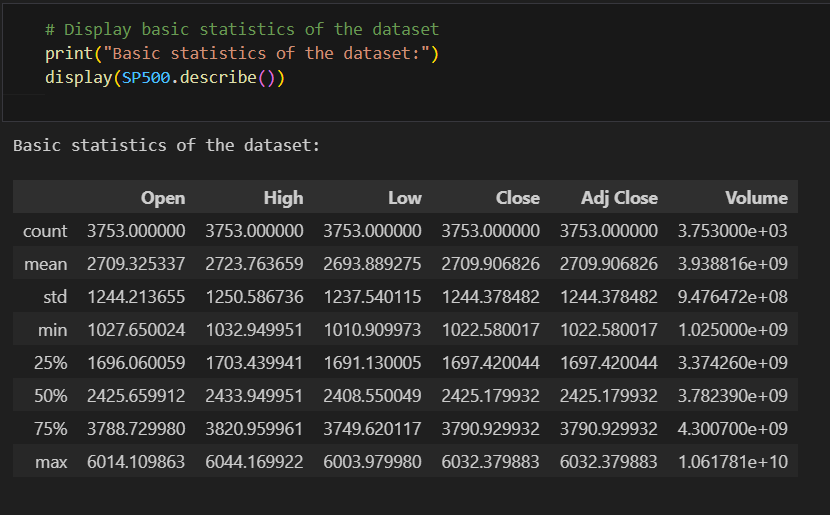 # Display basic statistics of the dataset
print("Basic statistics of the dataset:")
display(SP500.describe())
Basic statistics of the dataset:
Open High Low Close Adj Close Volume
count 3753.000000 3753.000000 3753.000000 3753.000000 3753.000000 3.753000e+03
mean 2709.325337 2723.763659 2693.889275 2709.906826 2709.906826 3.938816e+09
std 1244.213655 1250.586736 1237.540115 1244.378482 1244.378482 9.476472e+08
min 1027.650024 1032.949951 1010.909973 1022.580017 1022.580017 1.025000e+09
25% 1696.060059 1703.439941 1691.130005 1697.420044 1697.420044 3.374260e+09
50% 2425.659912 2433.949951 2408.550049 2425.179932 2425.179932 3.782390e+09
75% 3788.729980 3820.959961 3749.620117 3790.929932 3790.929932 4.300700e+09
max 6014.109863 6044.169922 6003.979980 6032.379883 6032.379883 1.061781e+10